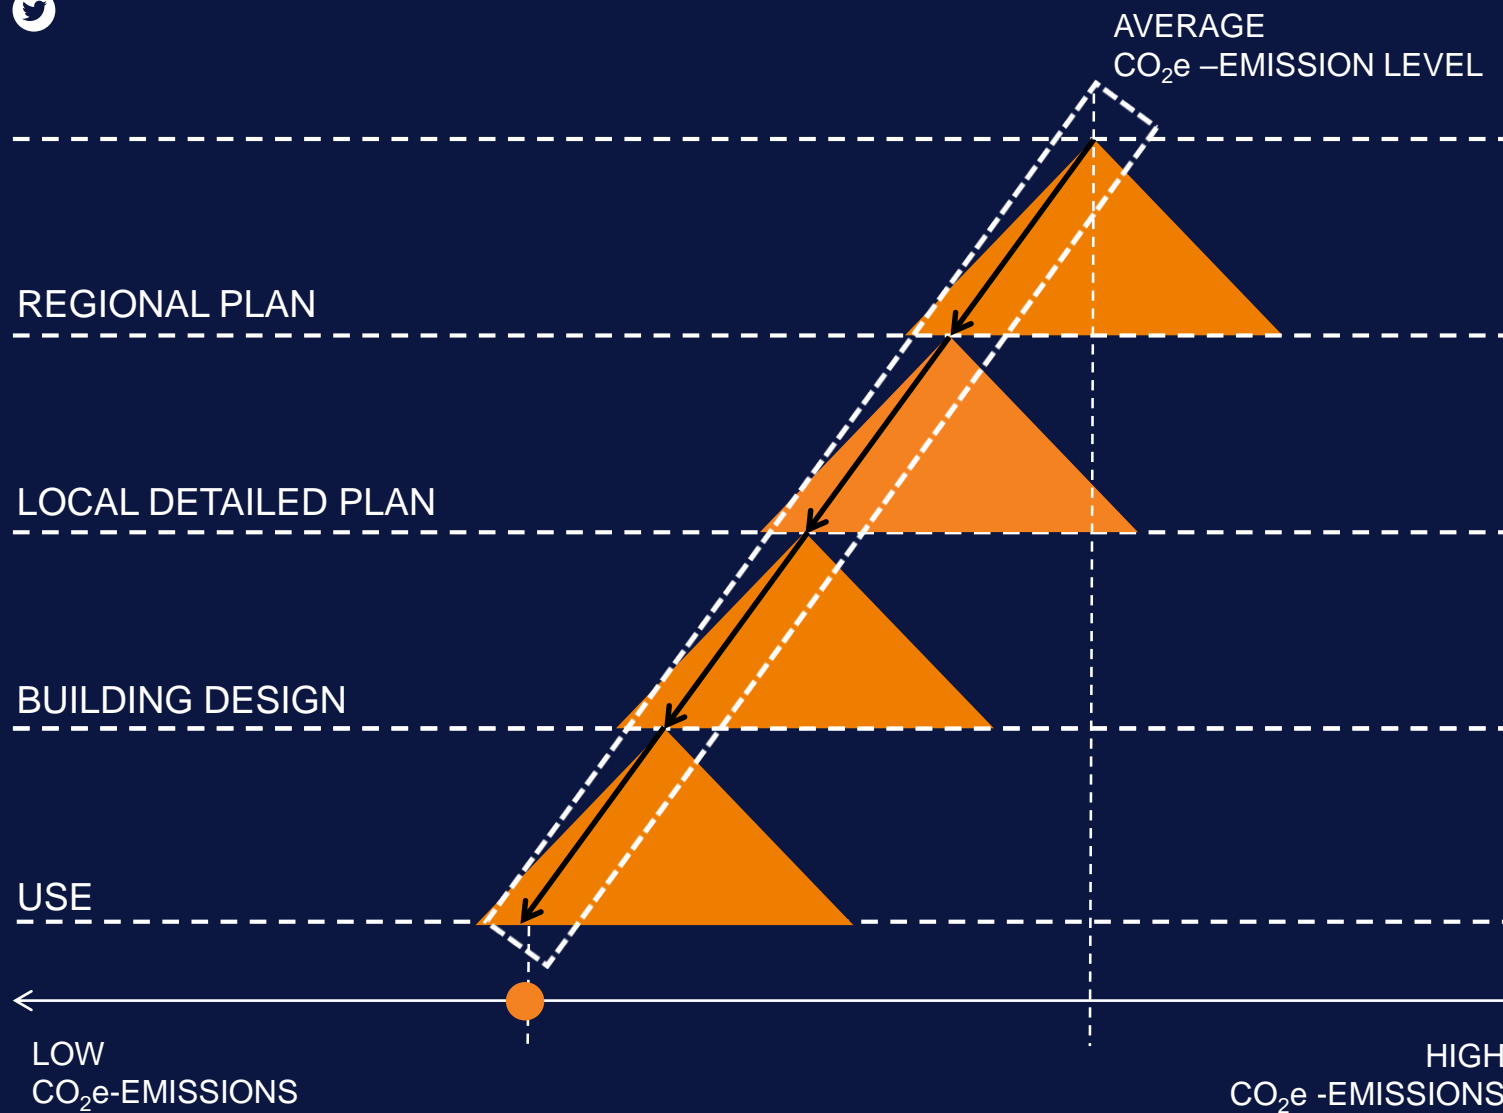 AVERAGE
CO₂e –EMISSION LEVEL
REGIONAL PLAN
LOCAL DETAILED PLAN
BUILDING DESIGN
USE
LOW
CO₂e-EMISSIONS
HIGH
CO₂e -EMISSIONS